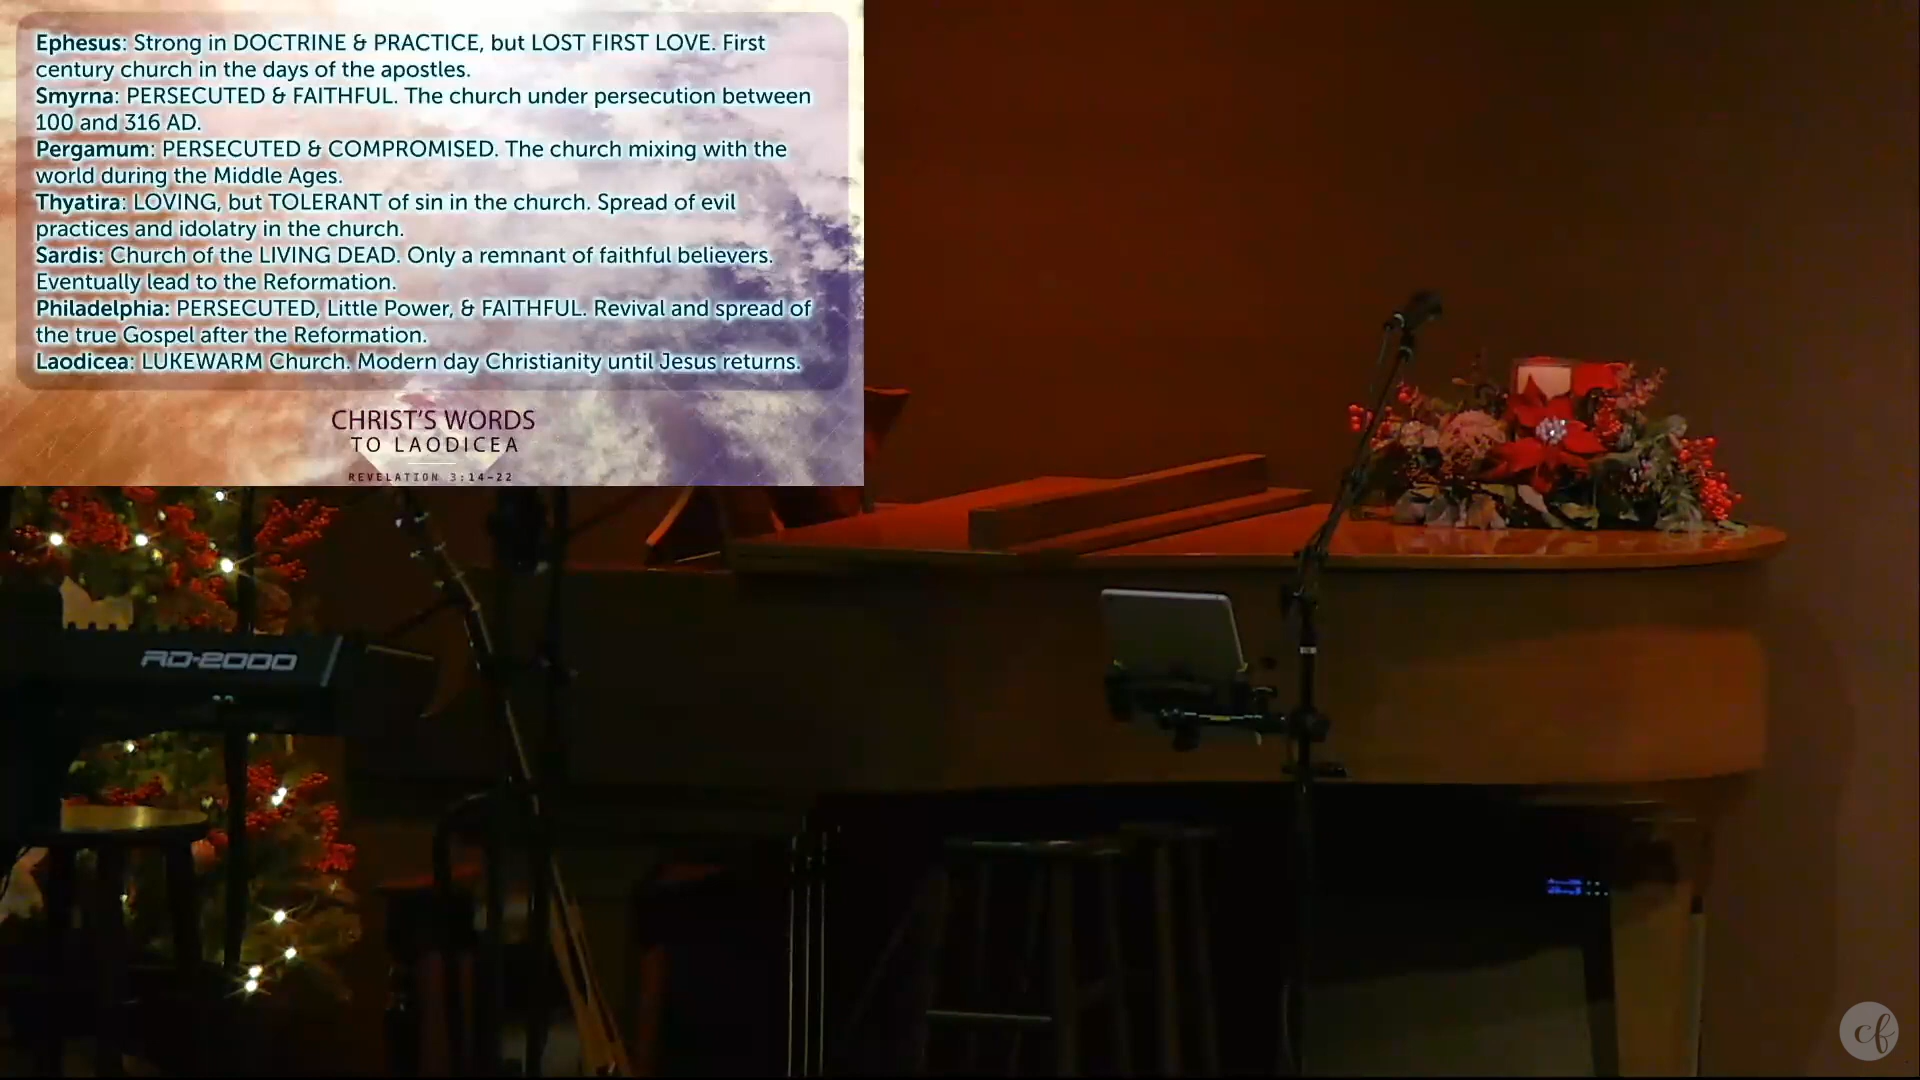 Ephesus: Strong in DOCTRINE & PRACTICE, but LOST FIRST LOVE. First
century church in the days of the apostles.
Smyrna: PERSECUTED & FAITHFUL. The church under persecution between
100 and 316 AD.
Pergamum: PERSECUTED & COMPROMISED. The church mixing with the
world during the Middle Ages.
Thyatira: LOVING, but TOLERANT of sin in the church. Spread of evil
practices and idolatry in the church.
Sardis: Church of the LIVING DEAD. Only a remnant of faithful believers.
Eventually lead to the Reformation.
Philadelphia: PERSECUTED, Little Power, & FAITHFUL. Revival and spread of
the true Gospel after the Reformation.
Laodicea: LUKEWARM Church. Modern day Christianity until Jesus returns.
CHRIST'S WORDS
TO LAODICEA
REVELATION 3:14-22
RD-2000
cf